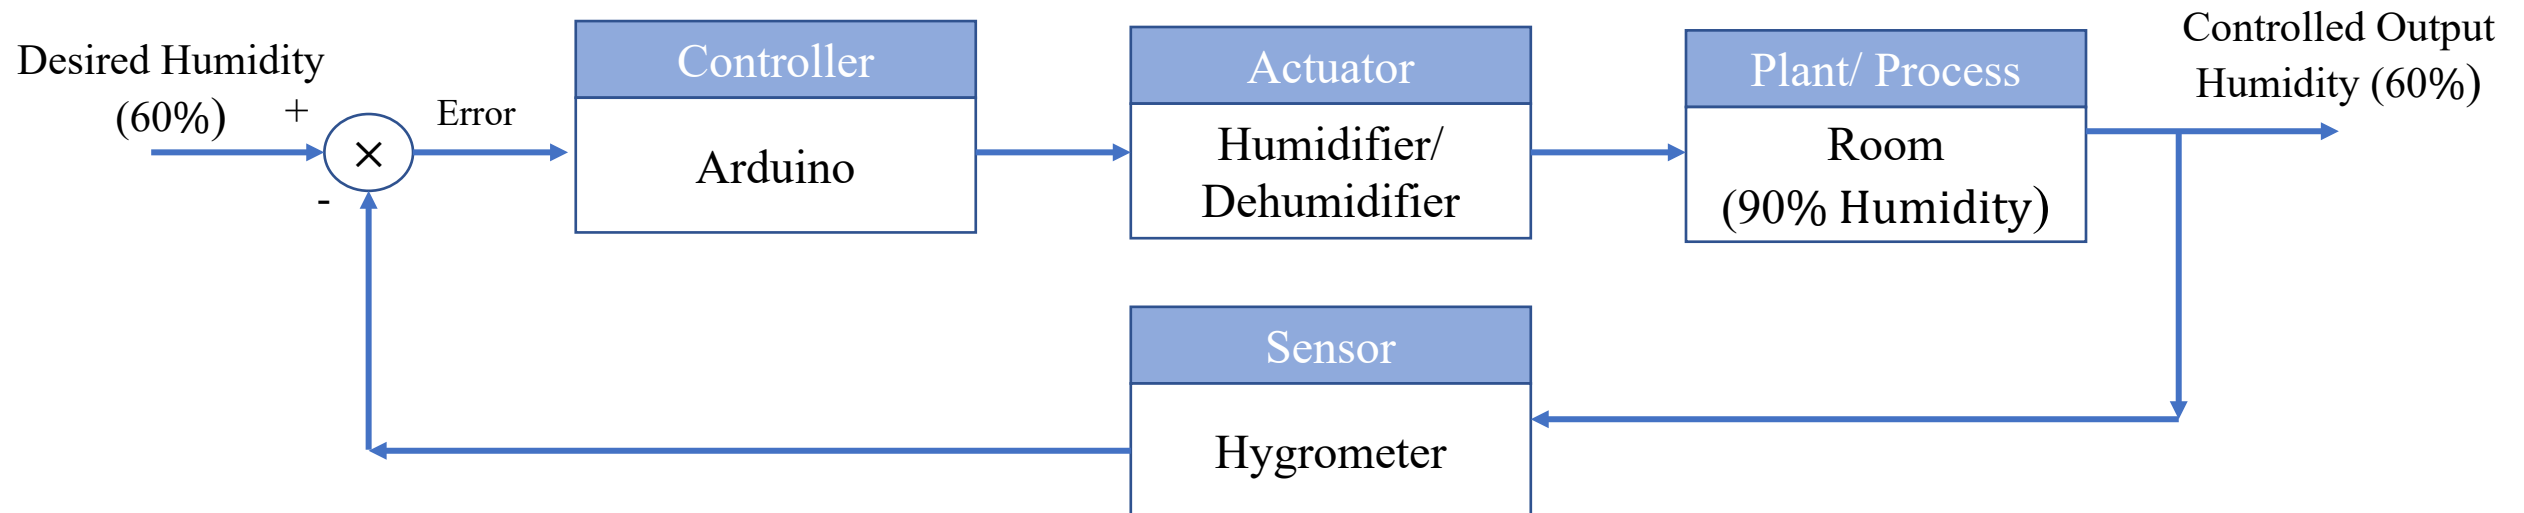 Desired Humidity
(60%)
+
-
×
Error
Controller
Arduino
Actuator
Humidifier/
Dehumidifier
Plant/ Process
Room
(90% Humidity)
Controlled Output
Humidity (60%)
Sensor
Hygrometer